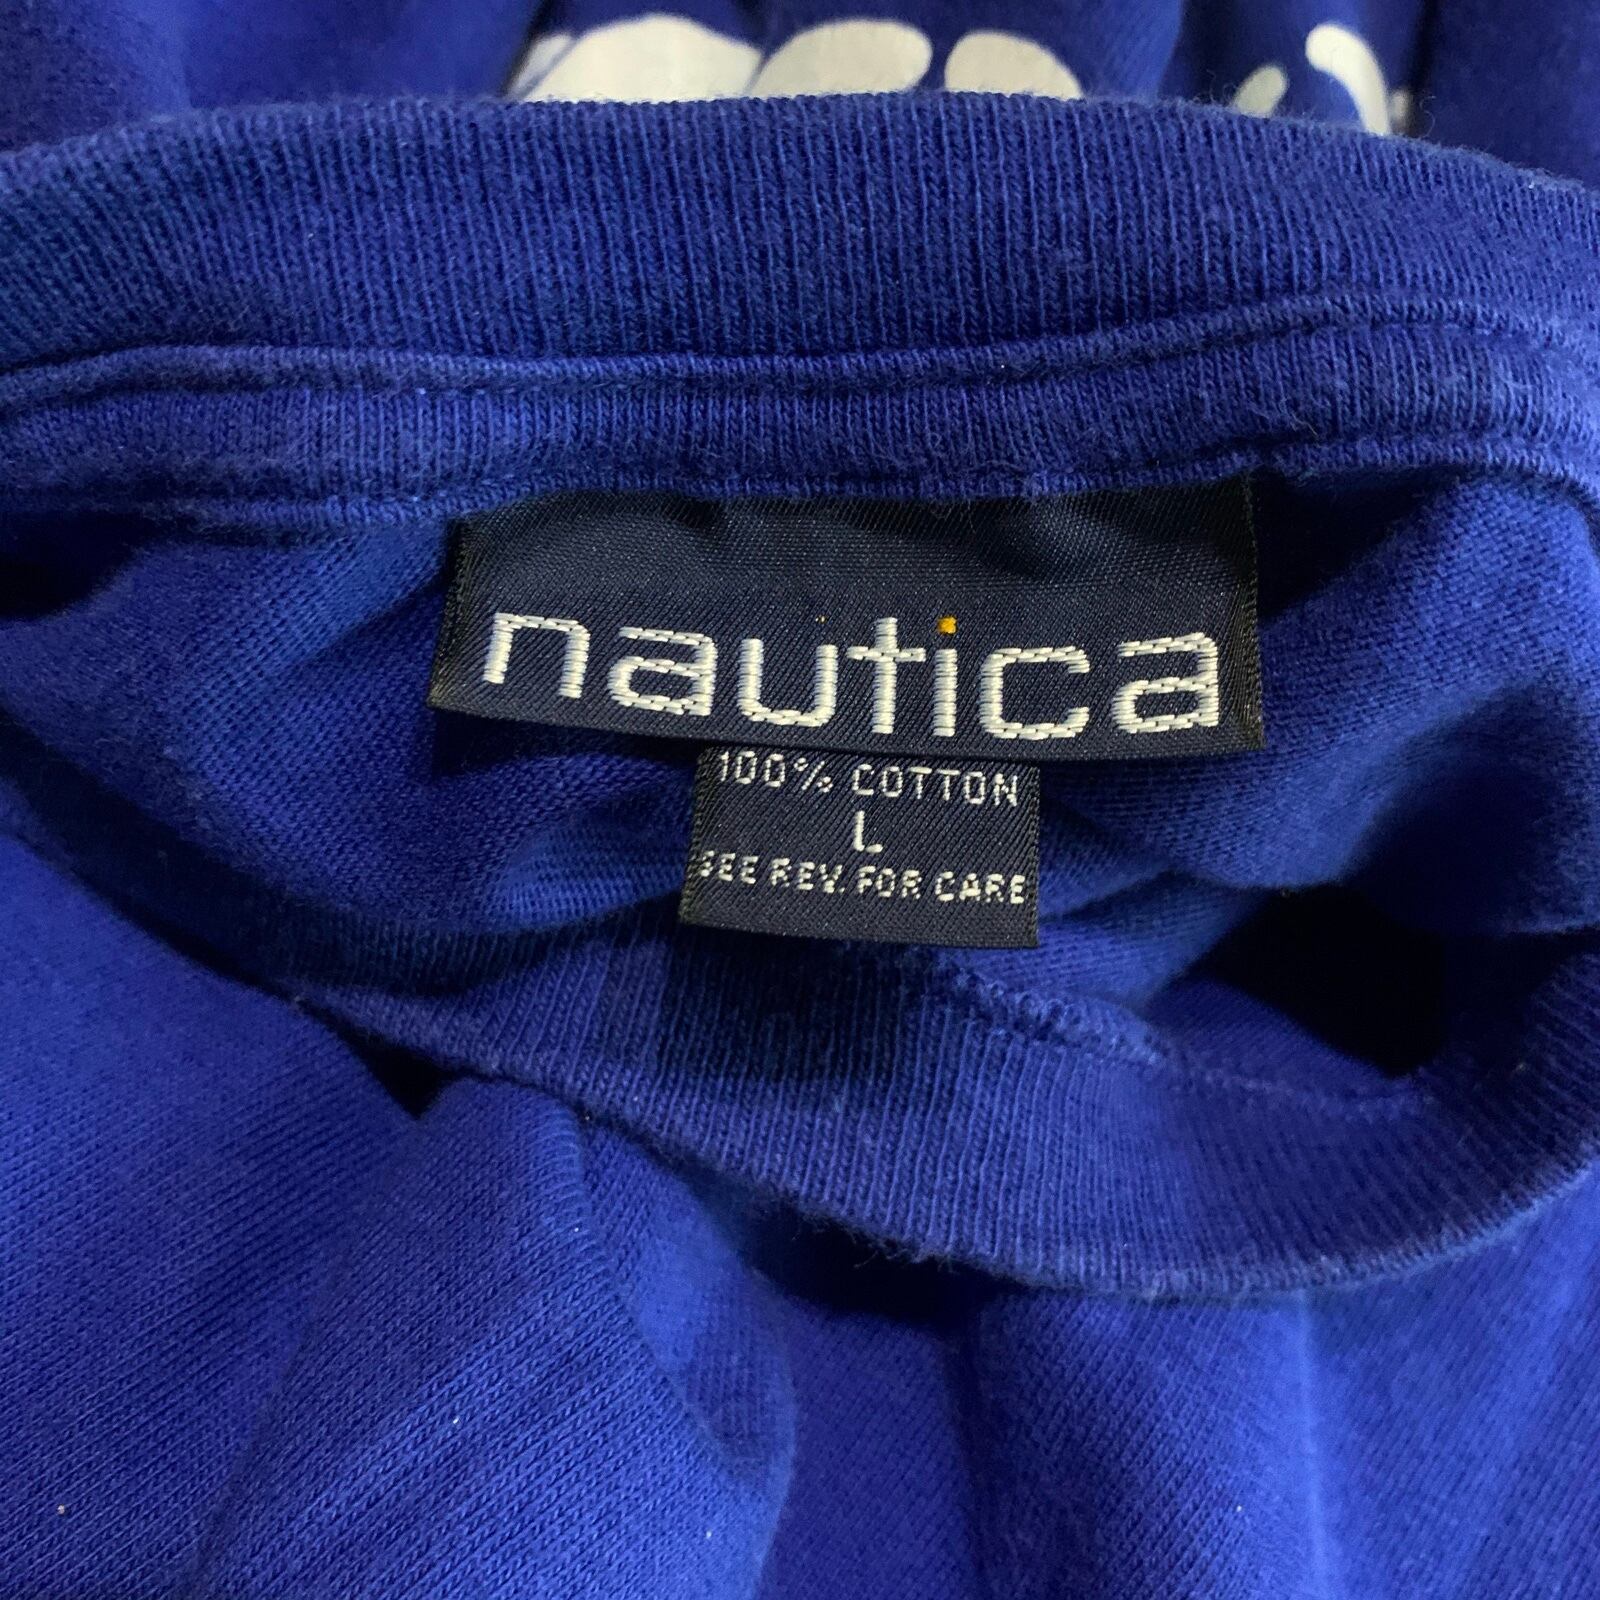 nautica
100% COTTON
L
SEE REV. FOR CARE